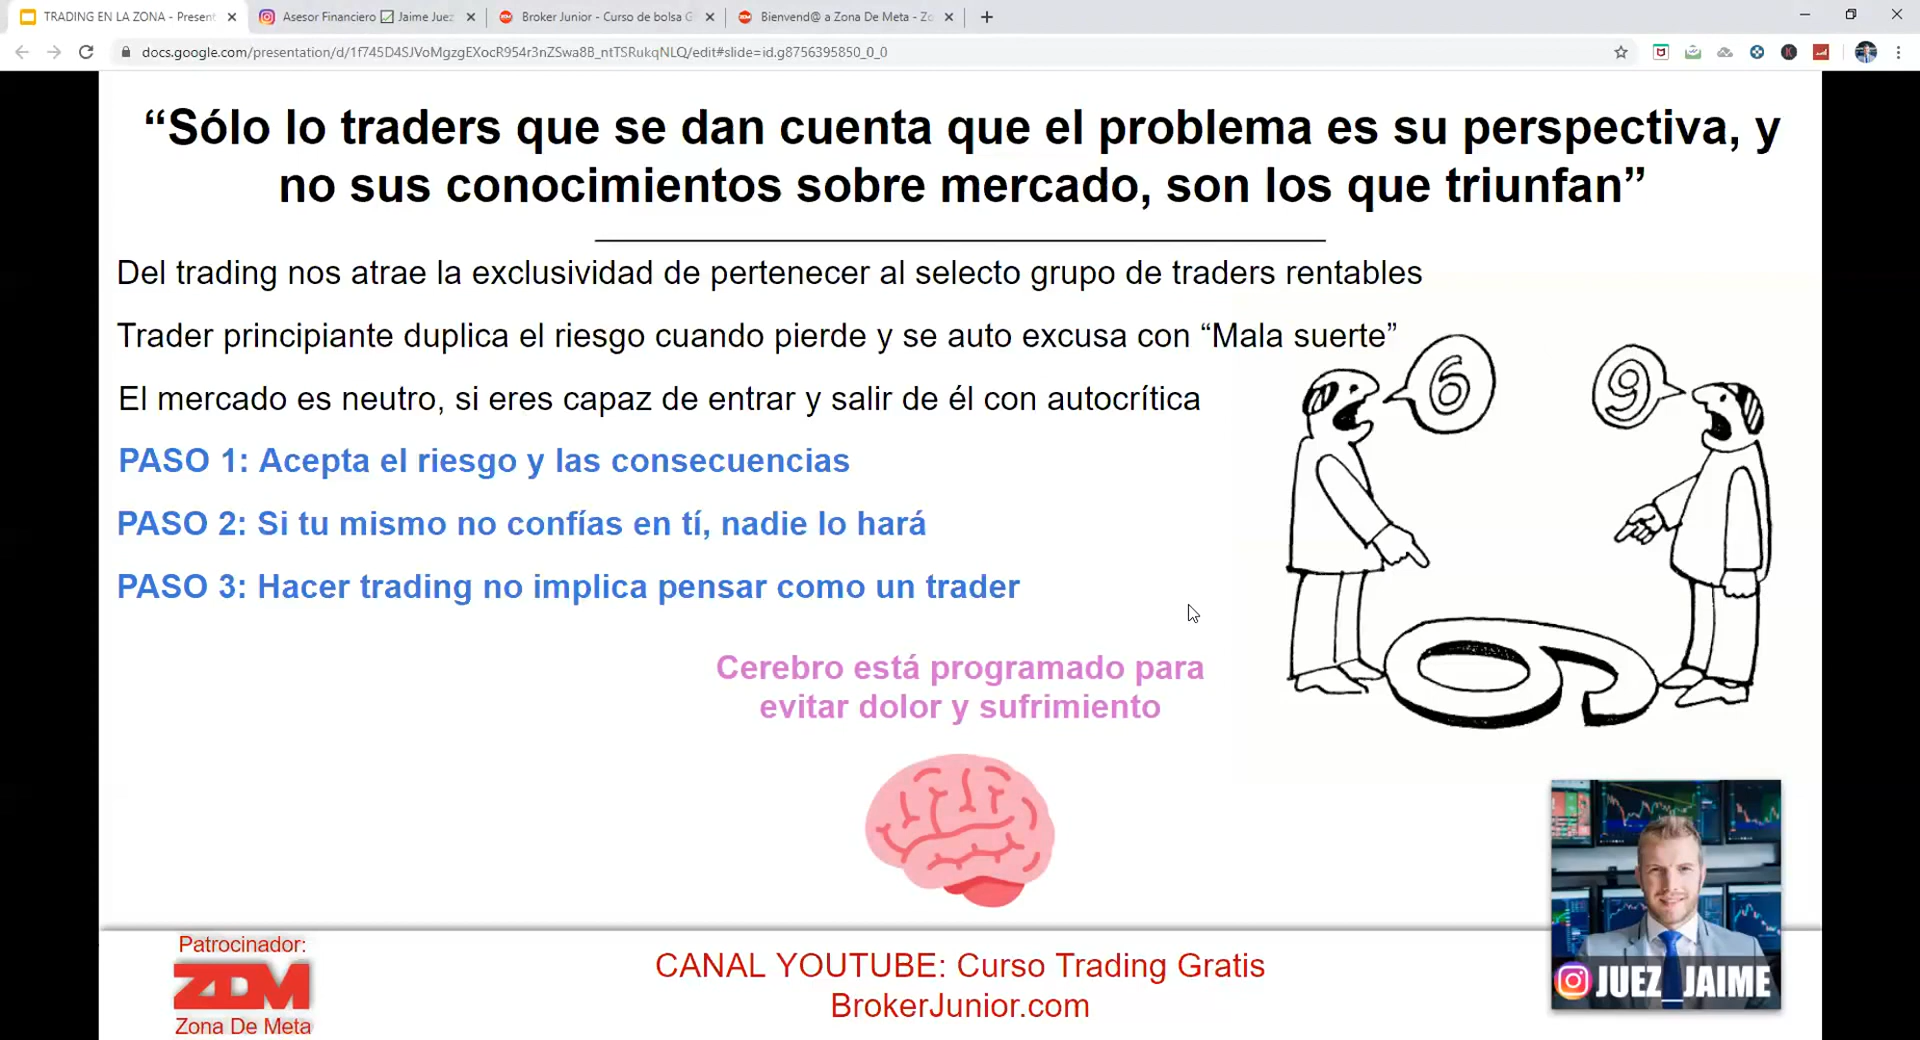 TRADING EN LA ZONA - Present
Asesor Financiero ✅ Jaime Juez
Broker Junior - Curso de bolsa G
Bienvend@ a Zona De Meta - Zo
docs.google.com/presentation/d/1f745D4SJVoMgzgEXocR954r3nZSwa8B_ntTSRukqNLQ/edit#slide=id.g8756395850_0_0
“Sólo lo traders que se dan cuenta que el problema es su perspectiva, y
no sus conocimientos sobre mercado, son los que triunfan”
Del trading nos atrae la exclusividad de pertenecer al selecto grupo de traders rentables
Trader principiante duplica el riesgo cuando pierde y se auto excusa con “Mala suerte”
El mercado es neutro, si eres capaz de entrar y salir de él con autocrítica
6
9
PASO 1: Acepta el riesgo y las consecuencias
PASO 2: Si tu mismo no confías en tí, nadie lo hará
PASO 3: Hacer trading no implica pensar como un trader
Cerebro está programado para
evitar dolor y sufrimiento
Patrocinador:
ZDM
Zona De Meta
CANAL YOUTUBE: Curso Trading Gratis
BrokerJunior.com
JUEZ_JAIME